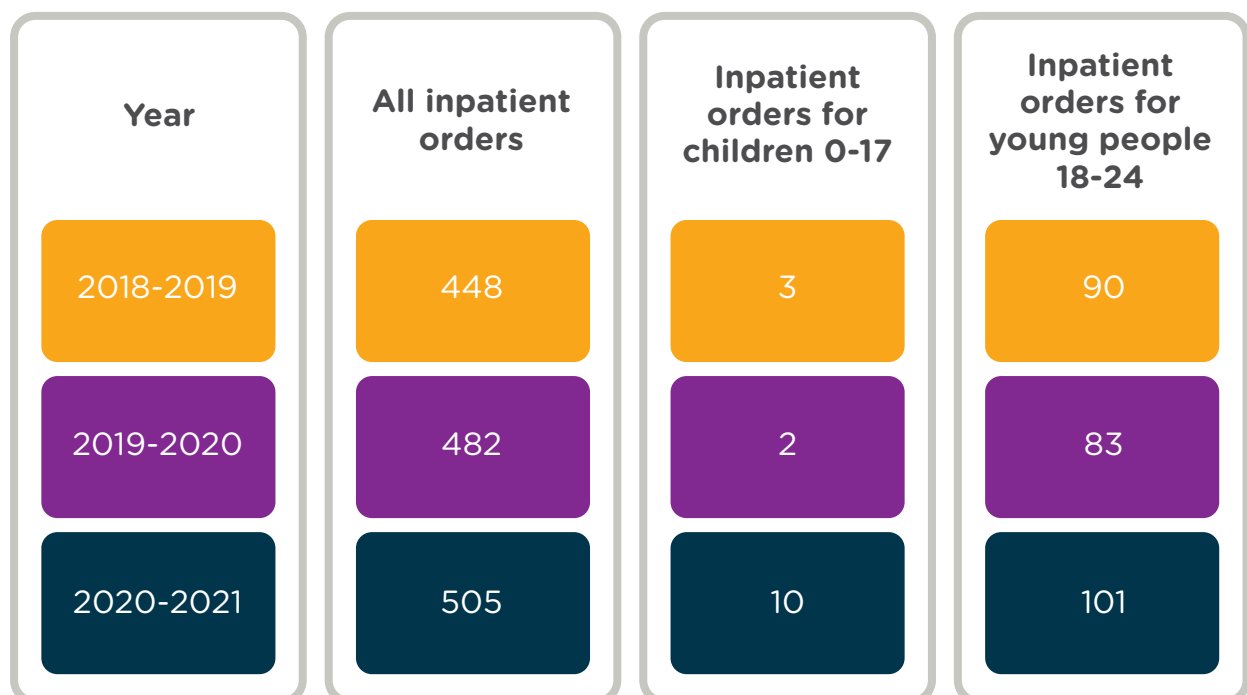 Year
All inpatient
orders
Inpatient
orders for
children 0-17
Inpatient
orders for
young people
18-24
2018-2019
448
3
90
2019-2020
482
2
83
2020-2021
505
10
101